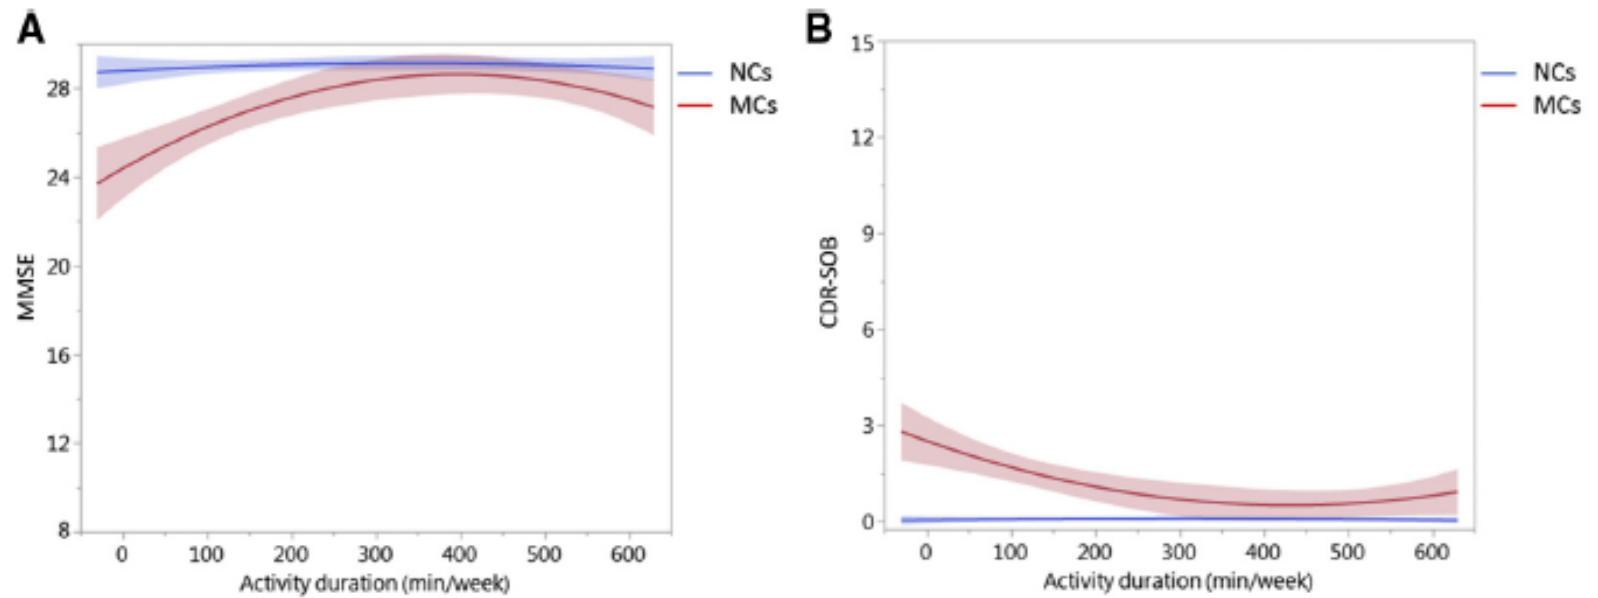 A
MMSE
28
24
20
16
12
8
0 100 200 300 400 500 600
Activity duration (min/week)
NCs
MCs
B
CDR-SOB
15
12
9
6
3
0
0 100 200 300 400 500 600
Activity duration (min/week)
NCs
MCs